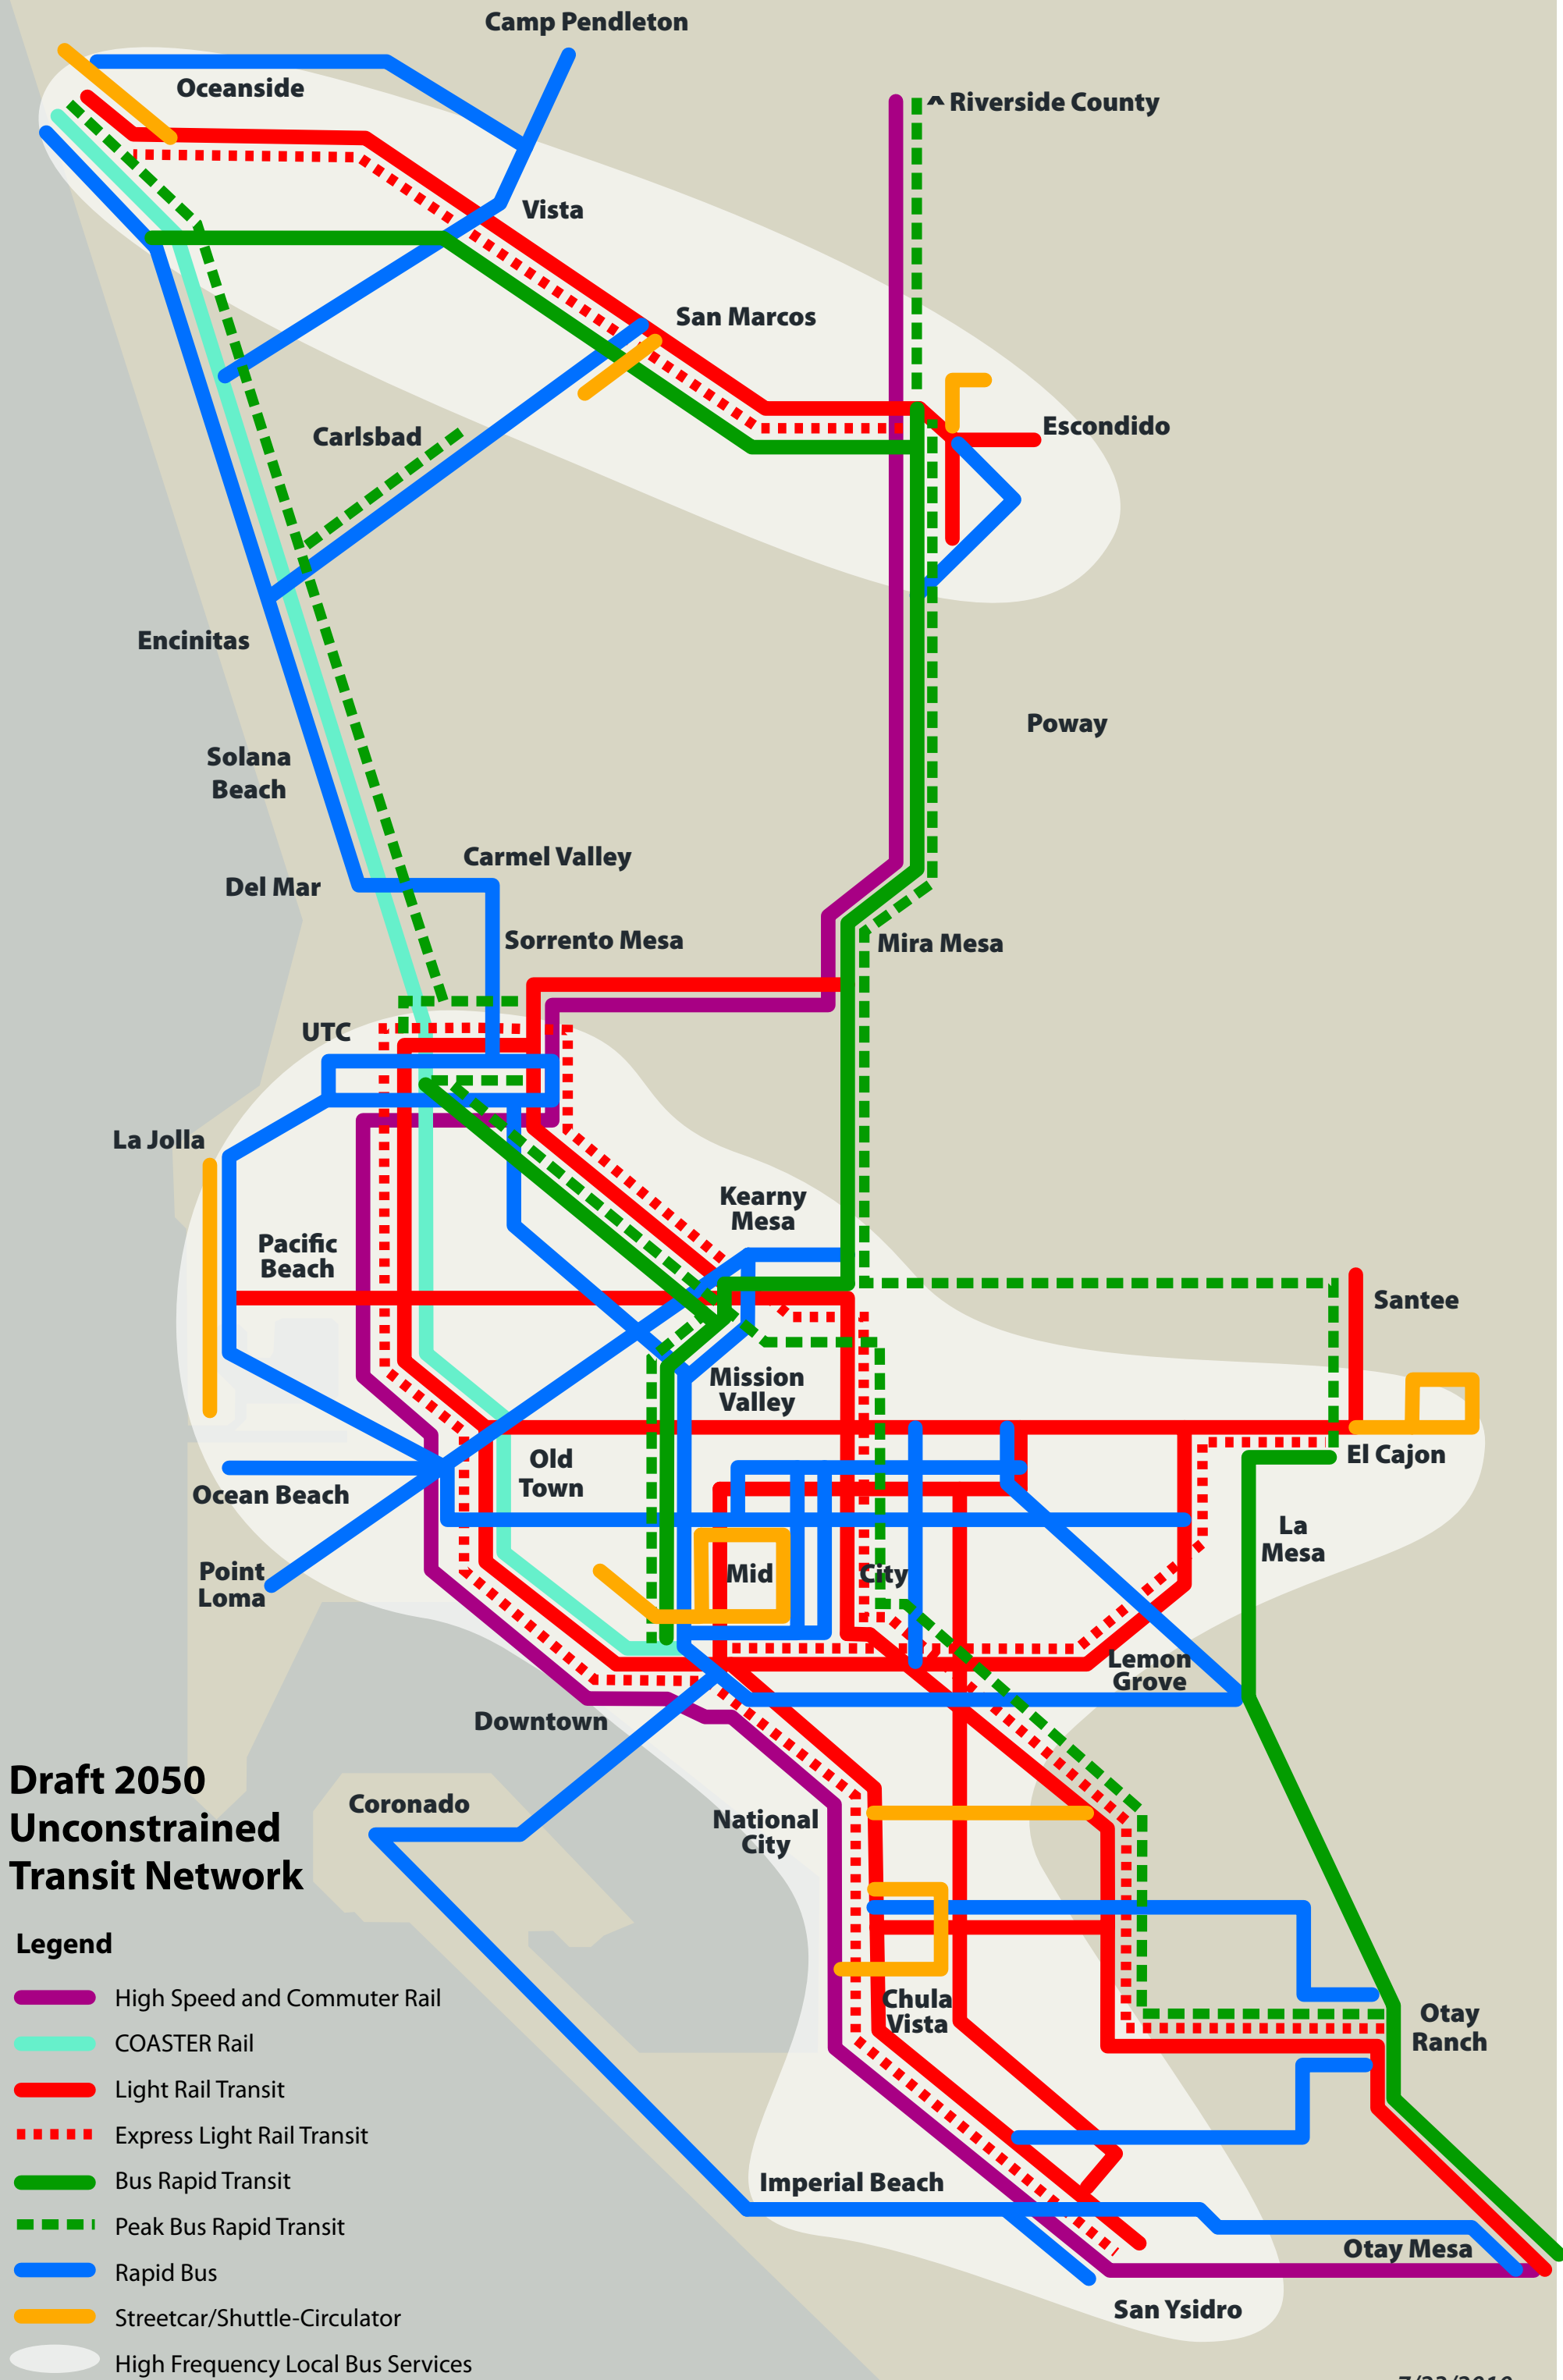 Camp Pendleton
Oceanside
^ Riverside County
Vista
San Marcos
Escondido
Carlsbad
Encinitas
Poway
Solana
Beach
Carmel Valley
Del Mar
Sorrento Mesa
Mira Mesa
UTC
La Jolla
Kearny
Mesa
Pacific
Beach
Santee
Mission
Valley
El Cajon
Old
Town
Ocean Beach
La
Mesa
Point
Loma
Mid City
Lemon
Grove
Downtown
Draft 2050
Unconstrained
Transit Network
Coronado
National
City
Legend
High Speed and Commuter Rail
COASTER Rail
Light Rail Transit
Express Light Rail Transit
Bus Rapid Transit
Peak Bus Rapid Transit
Rapid Bus
Streetcar/Shuttle-Circulator
High Frequency Local Bus Services
Chula
Vista
Otay
Ranch
Imperial Beach
Otay Mesa
San Ysidro